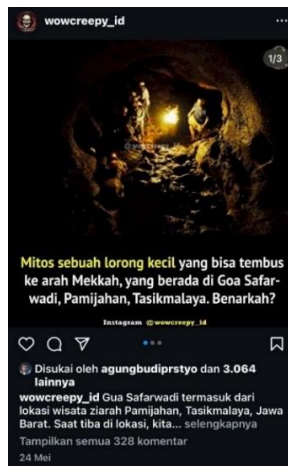 wowcreepy_id
1/3
Mitos sebuah lorong kecil yang bisa tembus
ke arah Mekkah, yang berada di Goa Safar-
wadi, Pamijahan, Tasikmalaya. Benarkah?
Instagram @wowcreepy_id
Disukai oleh agungbudiprstyo dan 3.064
lainnya
wowcreepy_id Gua Safarwadi termasuk dari
lokasi wisata ziarah Pamijahan, Tasikmalaya, Jawa
Barat. Saat tiba di lokasi, kita... selengkapnya
Tampilkan semua 328 komentar
24 Mei